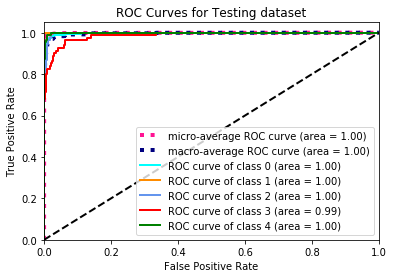 ROC Curves for Testing dataset
True Positive Rate
1.0
0.8
0.6
0.4
0.2
0.0
micro-average ROC curve (area = 1.00)
macro-average ROC curve (area = 1.00)
ROC curve of class 0 (area = 1.00)
ROC curve of class 1 (area = 1.00)
ROC curve of class 2 (area = 1.00)
ROC curve of class 3 (area = 0.99)
ROC curve of class 4 (area = 1.00)
0.0 0.2 0.4 0.6 0.8 1.0
False Positive Rate